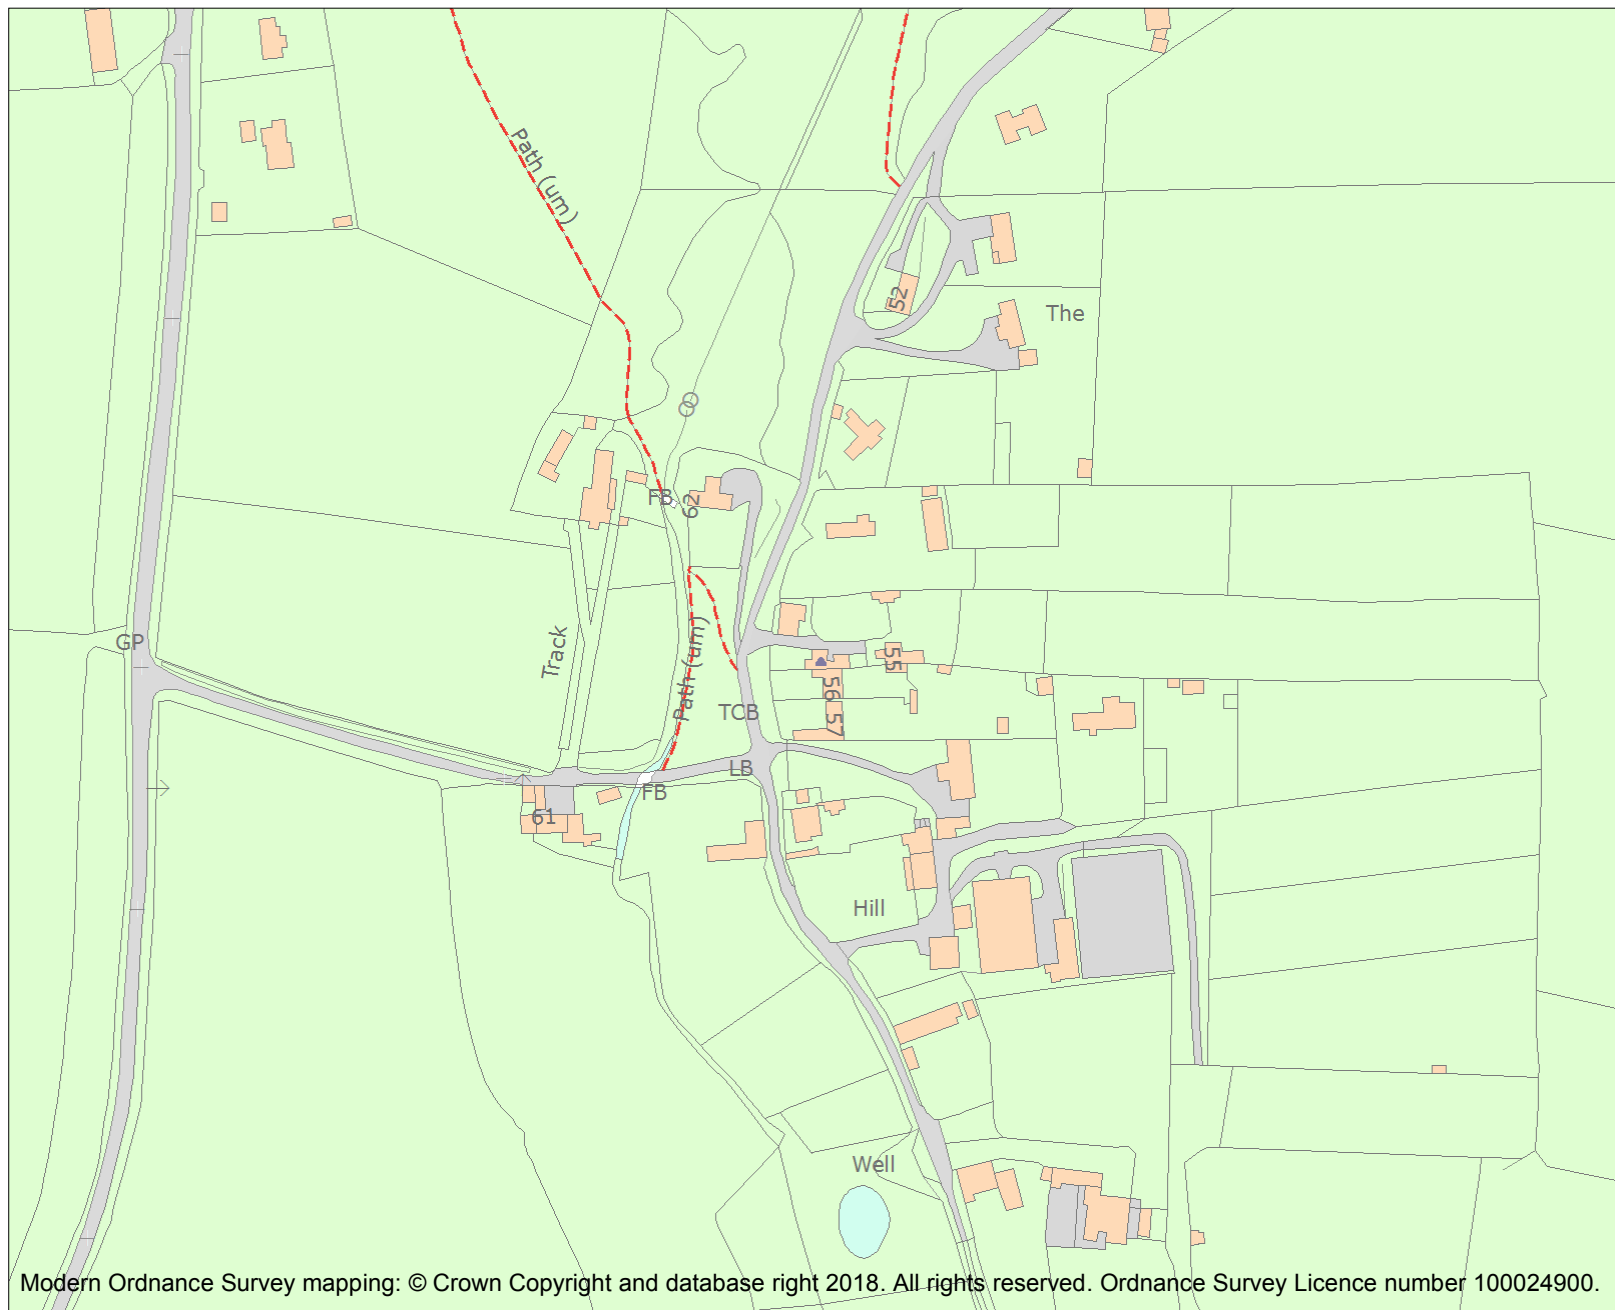 Path (um)
52
The
FB
62
GP
Track
Path (um)
55
56
57
TCB
LB
FB
61
Hill
Well
Modern Ordnance Survey mapping: © Crown Copyright and database right 2018. All rights reserved. Ordnance Survey Licence number 100024900.